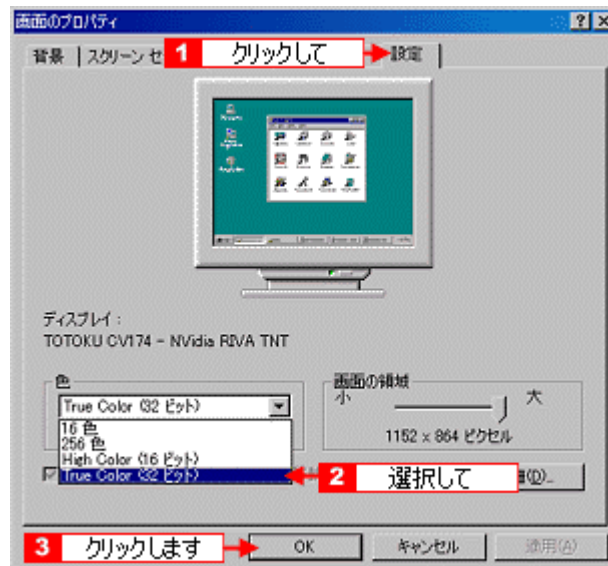 画面のプロパティ
背景 スクリーン セ 1 クリックして 設定
ディスプレイ :
TOTOKU CV174 - NVidia RIVA TNT
色
True Color (32 ビット)
16 色
256 色
High Color (16 ビット)
True Color (32 ビット)
画面の領域
小 大
1152 × 864 ピクセル
2 選択して
(D)...
3 クリックします OK キャンセル 適用(A)